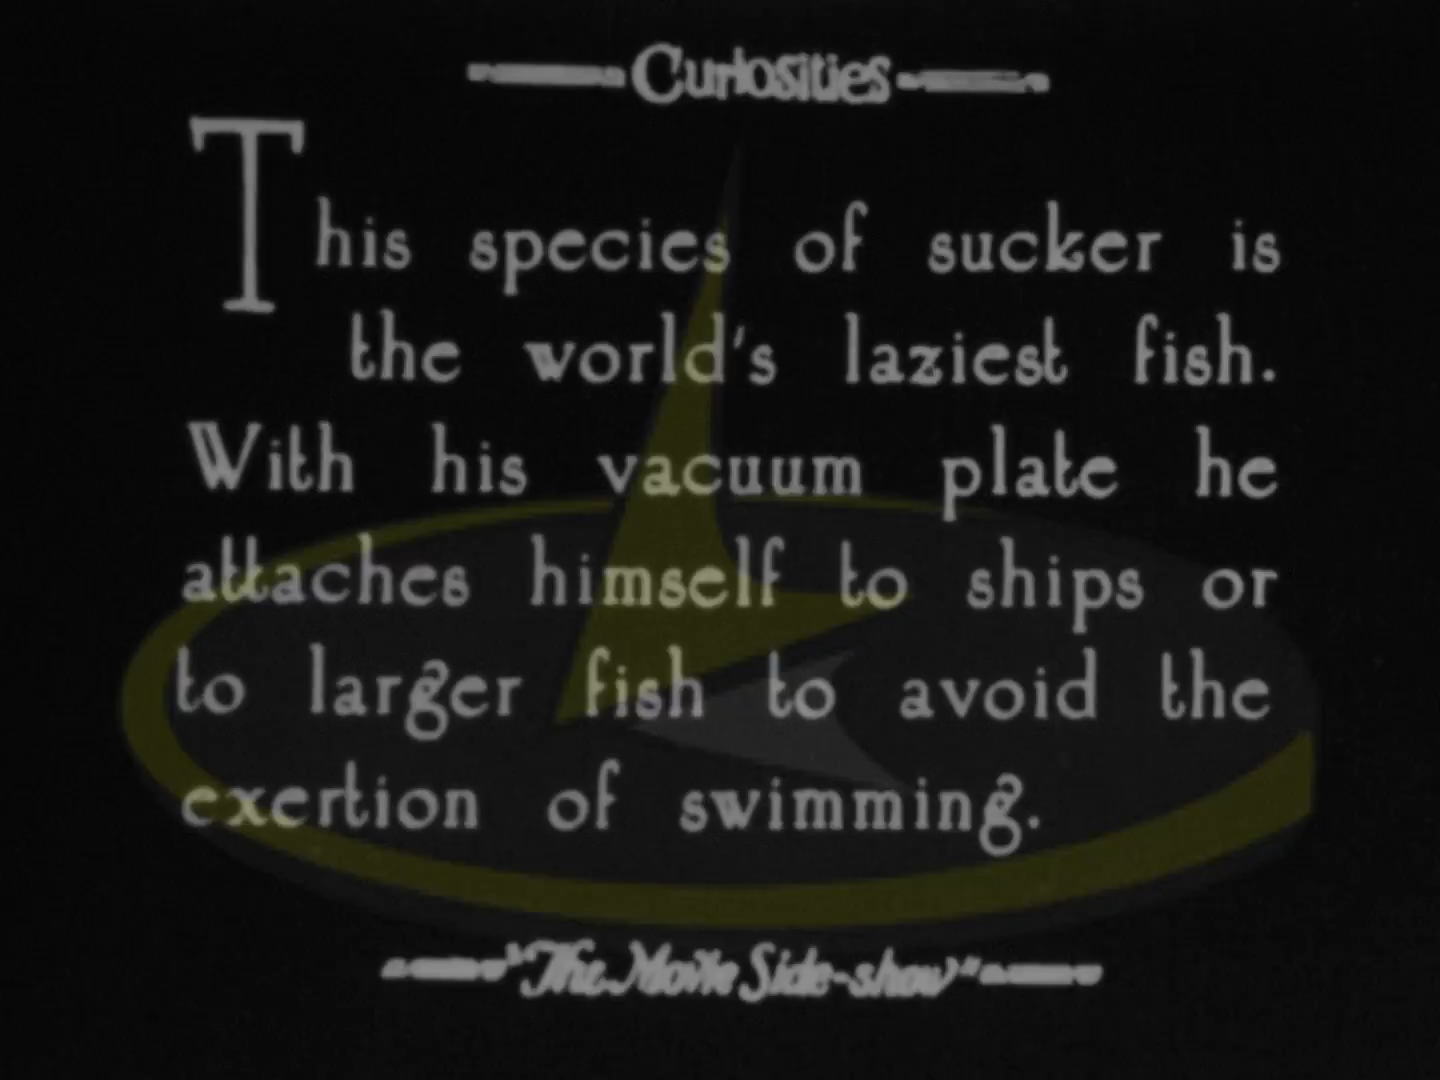 Curiosities
This species of sucker is
the world's laziest fish.
With his vacuum plate he
attaches himself to ships or
to larger fish to avoid the
exertion of swimming.
"The Movie Side-show"